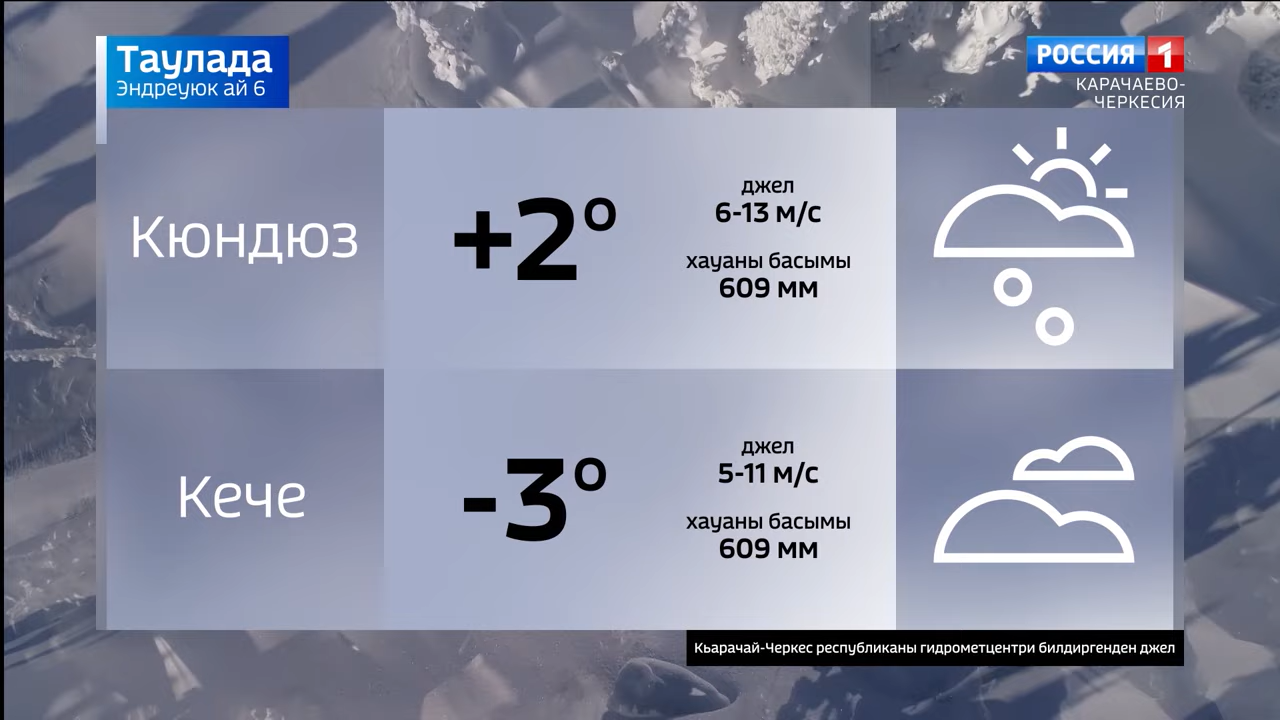 Таулада
Эндреуюк ай 6
РОССИЯ 1
КАРАЧАЕВО-
ЧЕРКЕСИЯ
Кюндюз
+2°
джел
6-13 м/с
хауаны басымы
609 мм
Кече
-3°
джел
5-11 м/с
хауаны басымы
609 мм
Кьарачай-Черкес республиканы гидрометцентри билдиргенден джел